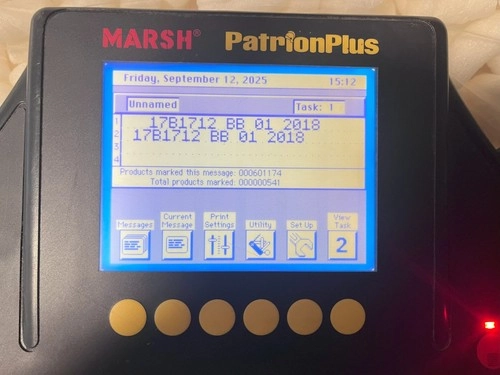 MARSH® PatrionPlus
Friday, September 12, 2025 15:12
Unnamed Task: 1
1 17B1712 BB 01 2018
2 17B1712 BB 01 2018
3
4
Products marked this message: 000601174
Total products marked: 000000541
Messages Current Message Print Settings Utility Set Up View Task
2